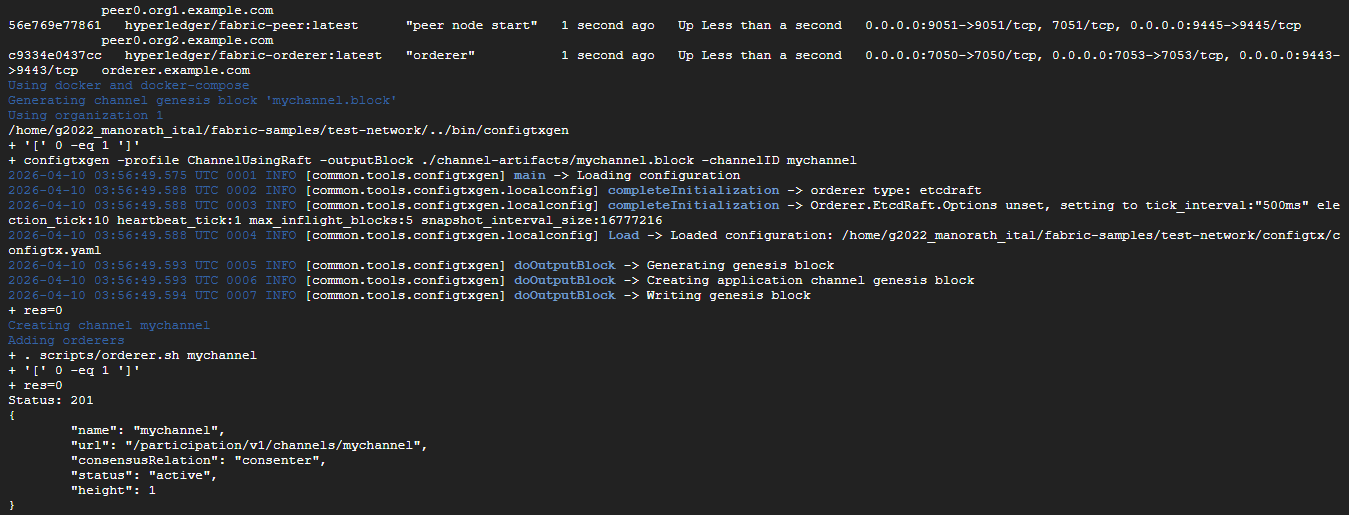 peer0.org1.example.com
56e769e77861   hyperledger/fabric-peer:latest      "peer node start"   1 second ago   Up Less than a second   0.0.0.0:9051->9051/tcp, 7051/tcp, 0.0.0.0:9445->9445/tcp
peer0.org2.example.com
c9334e0437cc   hyperledger/fabric-orderer:latest   "orderer"           1 second ago   Up Less than a second   0.0.0.0:7050->7050/tcp, 0.0.0.0:7053->7053/tcp, 0.0.0.0:9443-
>9443/tcp   orderer.example.com
Using docker and docker-compose
Generating channel genesis block 'mychannel.block'
Using organization 1
/home/g2022_manorath_ital/fabric-samples/test-network/../bin/configtxgen
+ '[' 0 -eq 1 ']'
+ configtxgen -profile ChannelUsingRaft -outputBlock ./channel-artifacts/mychannel.block -channelID mychannel
2026-04-10 03:56:49.575 UTC 0001 INFO [common.tools.configtxgen] main -> Loading configuration
2026-04-10 03:56:49.588 UTC 0002 INFO [common.tools.configtxgen.localconfig] completeInitialization -> orderer type: etcdraft
2026-04-10 03:56:49.588 UTC 0003 INFO [common.tools.configtxgen.localconfig] completeInitialization -> Orderer.EtcdRaft.Options unset, setting to tick_interval:"500ms" ele
ction_tick:10 heartbeat_tick:1 max_inflight_blocks:5 snapshot_interval_size:16777216
2026-04-10 03:56:49.588 UTC 0004 INFO [common.tools.configtxgen.localconfig] Load -> Loaded configuration: /home/g2022_manorath_ital/fabric-samples/test-network/configtx/c
onfigtx.yaml
2026-04-10 03:56:49.593 UTC 0005 INFO [common.tools.configtxgen] doOutputBlock -> Generating genesis block
2026-04-10 03:56:49.593 UTC 0006 INFO [common.tools.configtxgen] doOutputBlock -> Creating application channel genesis block
2026-04-10 03:56:49.594 UTC 0007 INFO [common.tools.configtxgen] doOutputBlock -> Writing genesis block
+ res=0
Creating channel mychannel
Adding orderers
+ . scripts/orderer.sh mychannel
+ '[' 0 -eq 1 ']'
+ res=0
Status: 201
{
"name": "mychannel",
"url": "/participation/v1/channels/mychannel",
"consensusRelation": "consenter",
"status": "active",
"height": 1
}